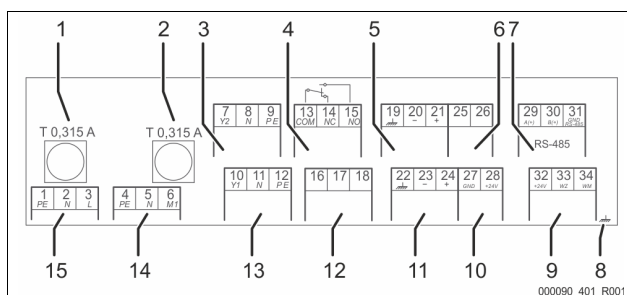 1 2 3 4 5 6 7
T 0,315 A T 0,315 A
7 8 9 13 14 15 19 20 21 25 26 29 30 31
Y2 N PE COM NC NO - + A(+) B(+) GND RS-485
RS-485
10 11 12 16 17 18 22 23 24 27 28 32 33 34
Y1 N PE - + GND +24V +24V WZ WM
1 2 3 4 5 6
PE N L PE N M1
15 14 13 12 11 10 9 8
000090_401_R001